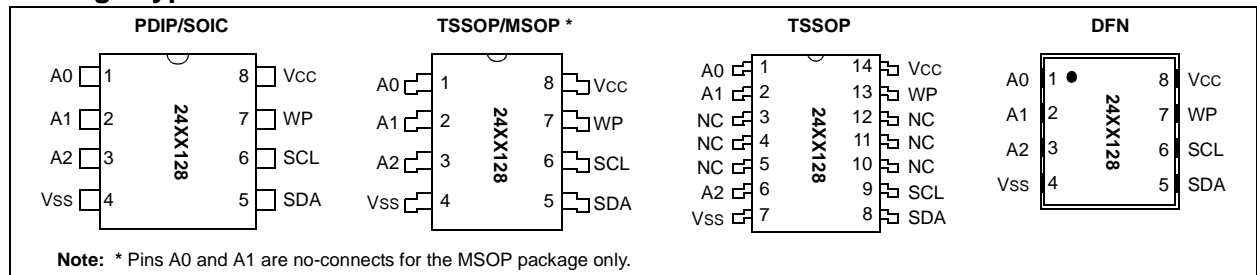 PDIP/SOIC
A0 1 8 VCC
A1 2 7 WP
A2 3 6 SCL
VSS 4 5 SDA
24XX128
TSSOP/MSOP *
A0 1 8 VCC
A1 2 7 WP
A2 3 6 SCL
VSS 4 5 SDA
24XX128
TSSOP
A0 1 14 VCC
A1 2 13 WP
NC 3 12 NC
NC 4 11 NC
NC 5 10 NC
A2 6 9 SCL
VSS 7 8 SDA
24XX128
DFN
A0 1 8 VCC
A1 2 7 WP
A2 3 6 SCL
VSS 4 5 SDA
24XX128
Note: * Pins A0 and A1 are no-connects for the MSOP package only.